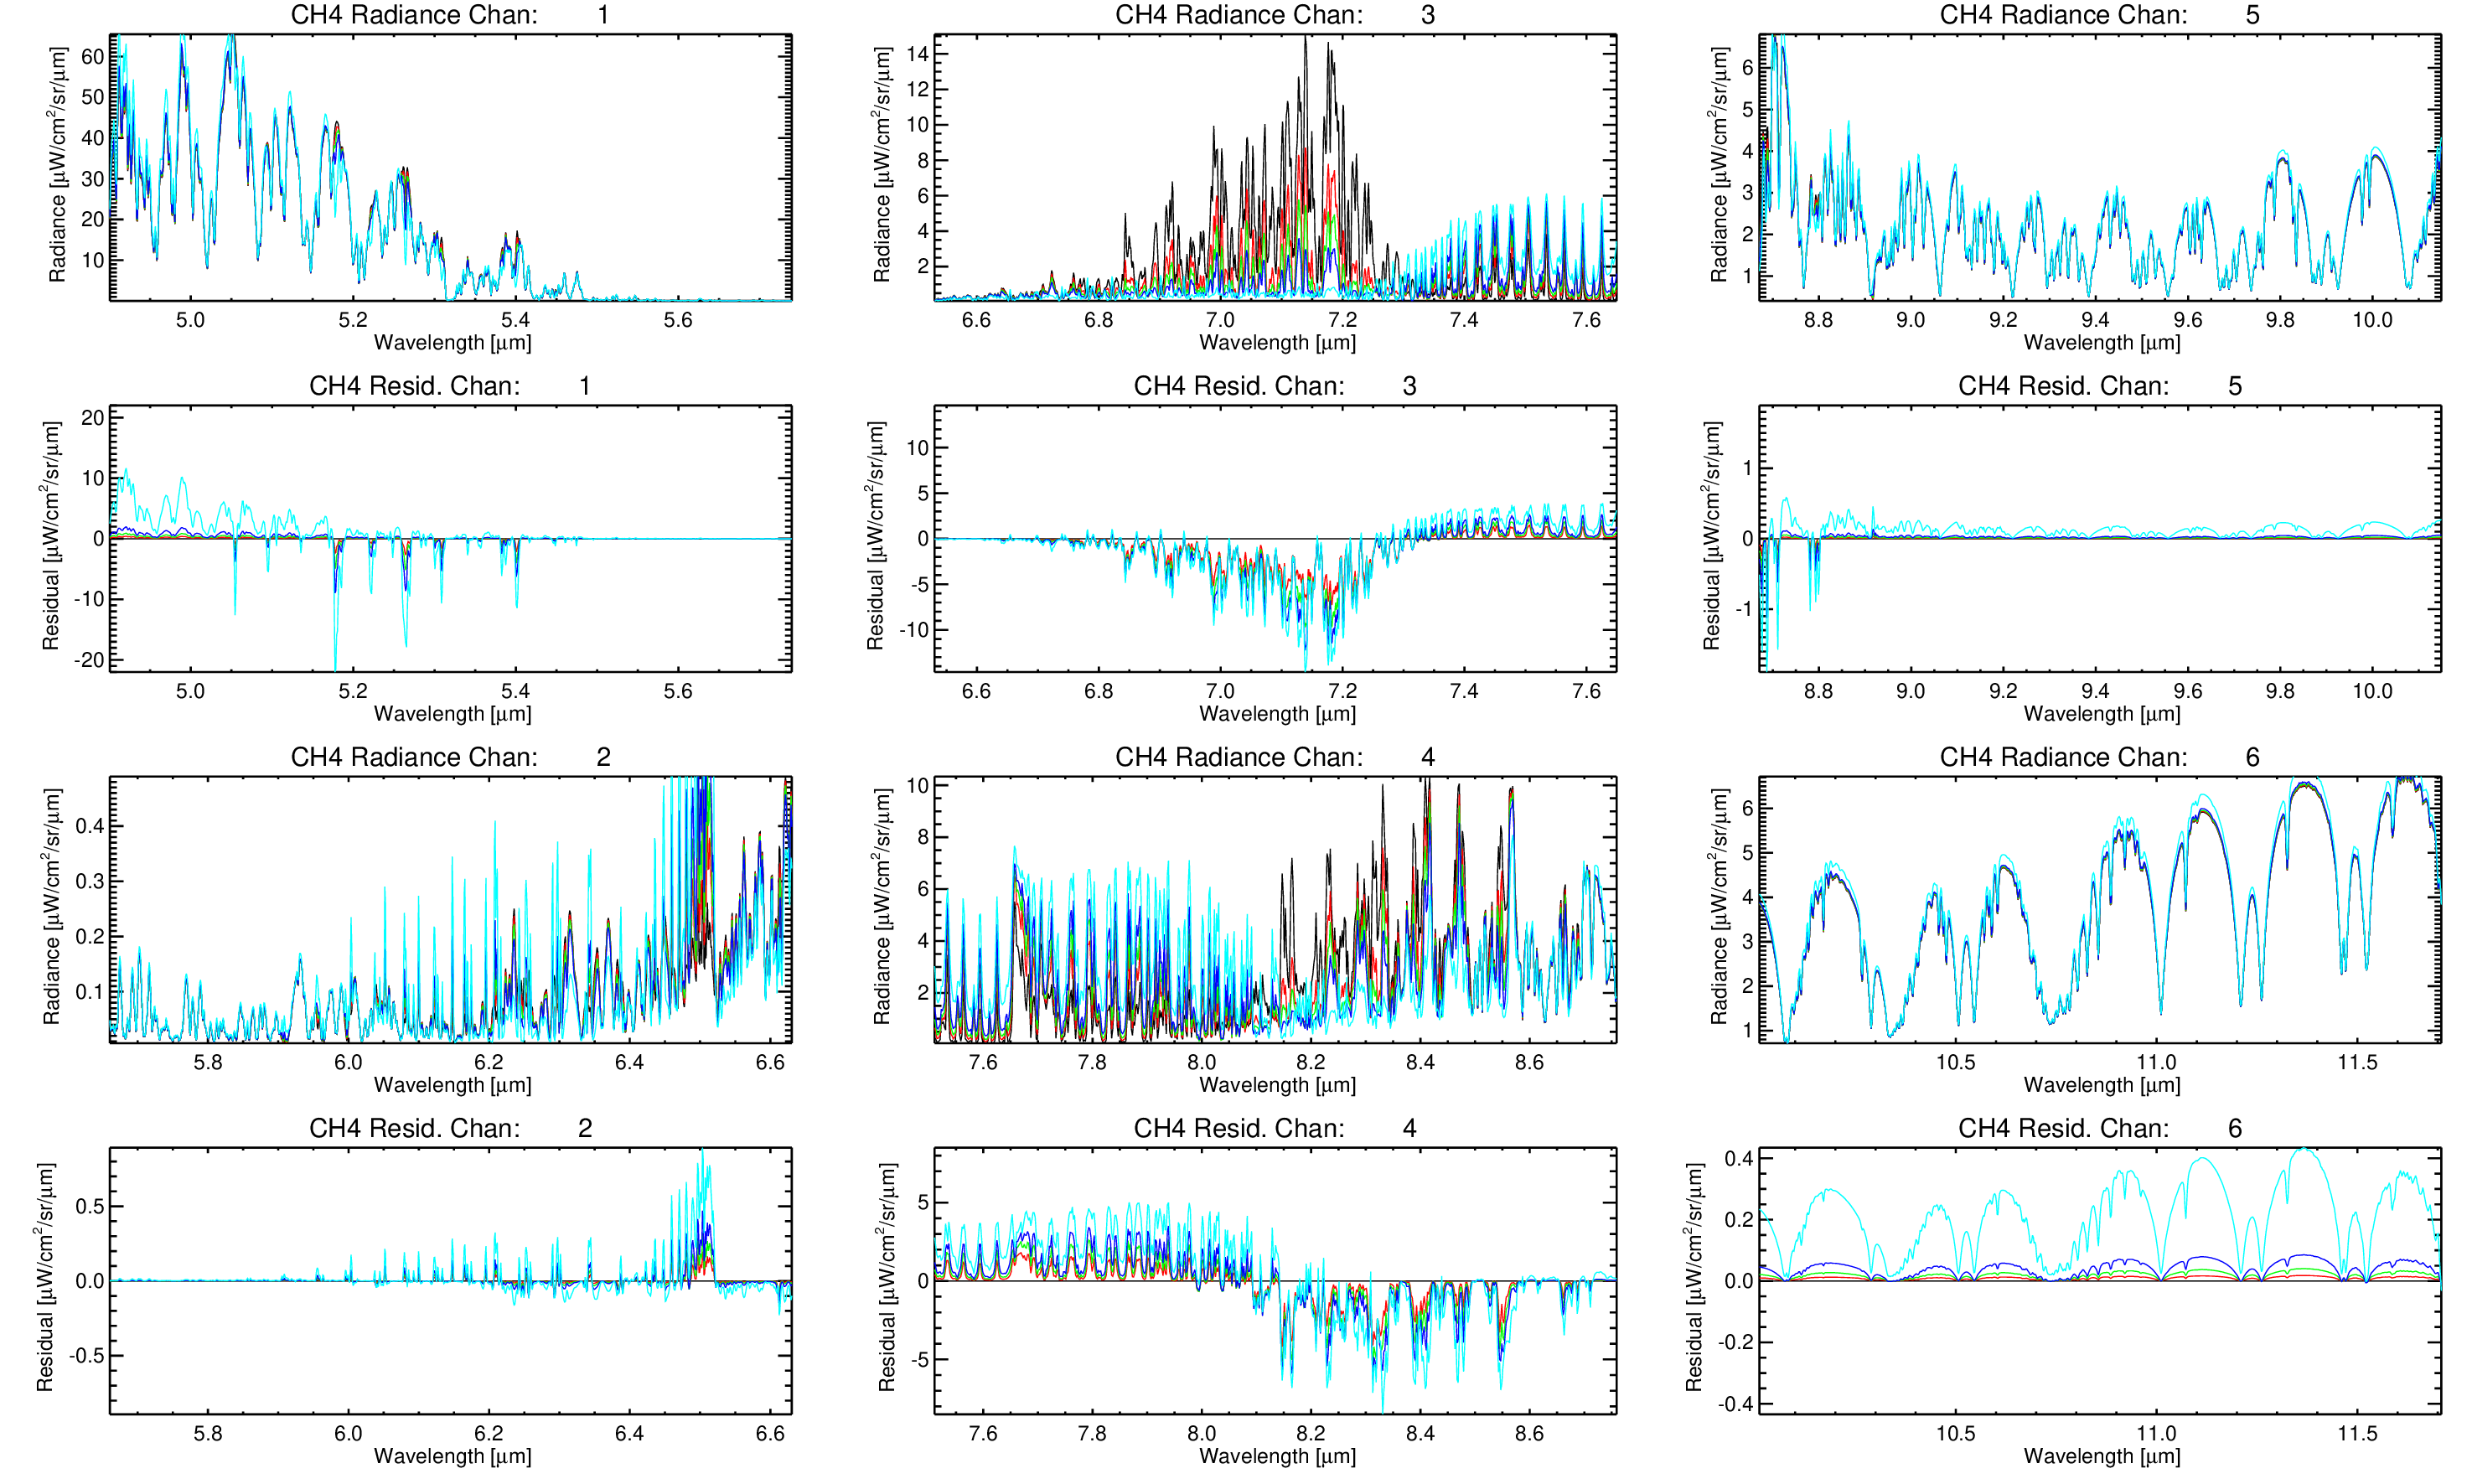 CH4 Radiance Chan: 1
Radiance [μW/cm²/sr/μm]
60
50
40
30
20
10
5.0 5.2 5.4 5.6
Wavelength [μm]
CH4 Radiance Chan: 3
Radiance [μW/cm²/sr/μm]
14
12
10
8
6
4
2
6.6 6.8 7.0 7.2 7.4 7.6
Wavelength [μm]
CH4 Radiance Chan: 5
Radiance [μW/cm²/sr/μm]
6
5
4
3
2
1
8.8 9.0 9.2 9.4 9.6 9.8 10.0
Wavelength [μm]
CH4 Resid. Chan: 1
Residual [μW/cm²/sr/μm]
20
10
0
-10
-20
5.0 5.2 5.4 5.6
Wavelength [μm]
CH4 Resid. Chan: 3
Residual [μW/cm²/sr/μm]
10
5
0
-5
-10
6.6 6.8 7.0 7.2 7.4 7.6
Wavelength [μm]
CH4 Resid. Chan: 5
Residual [μW/cm²/sr/μm]
1
0
-1
8.8 9.0 9.2 9.4 9.6 9.8 10.0
Wavelength [μm]
CH4 Radiance Chan: 2
Radiance [μW/cm²/sr/μm]
0.4
0.3
0.2
0.1
5.8 6.0 6.2 6.4 6.6
Wavelength [μm]
CH4 Radiance Chan: 4
Radiance [μW/cm²/sr/μm]
10
8
6
4
2
7.6 7.8 8.0 8.2 8.4 8.6
Wavelength [μm]
CH4 Radiance Chan: 6
Radiance [μW/cm²/sr/μm]
6
5
4
3
2
1
10.5 11.0 11.5
Wavelength [μm]
CH4 Resid. Chan: 2
Residual [μW/cm²/sr/μm]
0.5
0.0
-0.5
5.8 6.0 6.2 6.4 6.6
Wavelength [μm]
CH4 Resid. Chan: 4
Residual [μW/cm²/sr/μm]
5
0
-5
7.6 7.8 8.0 8.2 8.4 8.6
Wavelength [μm]
CH4 Resid. Chan: 6
Residual [μW/cm²/sr/μm]
0.4
0.2
0.0
-0.2
-0.4
10.5 11.0 11.5
Wavelength [μm]